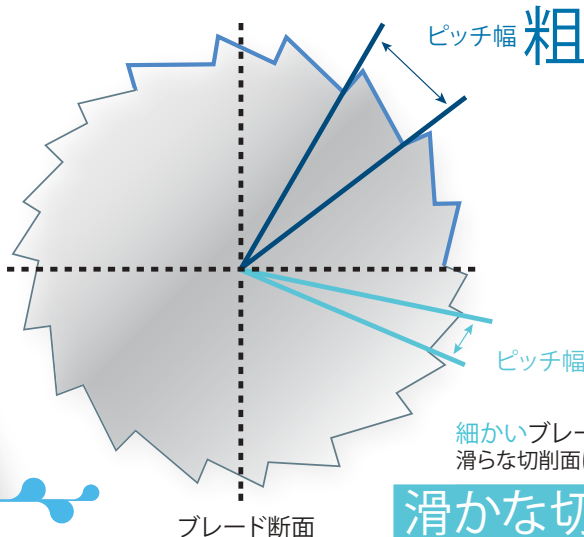 ピッチ幅 粗
ピッチ幅
細かいブレー
滑らな切削面
滑かな切
ブレード断面